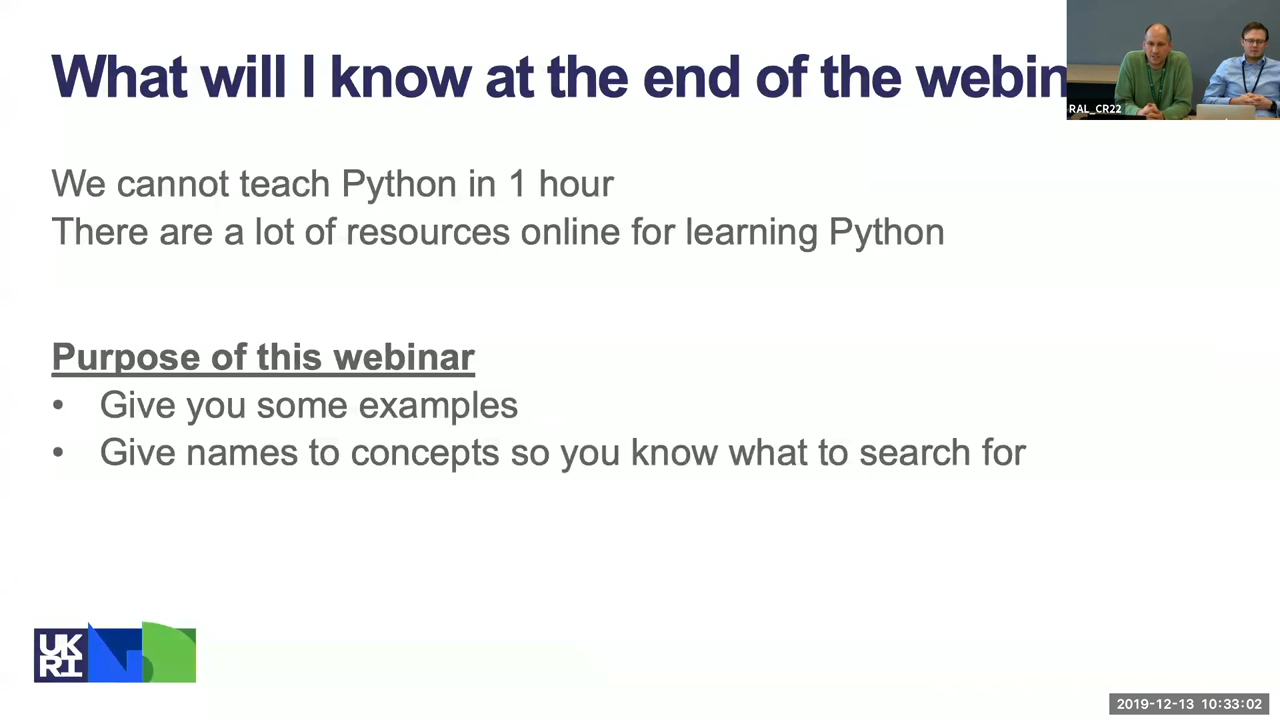 What will I know at the end of the webin
RAL_CR22
We cannot teach Python in 1 hour
There are a lot of resources online for learning Python
Purpose of this webinar
• Give you some examples
• Give names to concepts so you know what to search for
UK
RI
2019-12-13 10:33:02